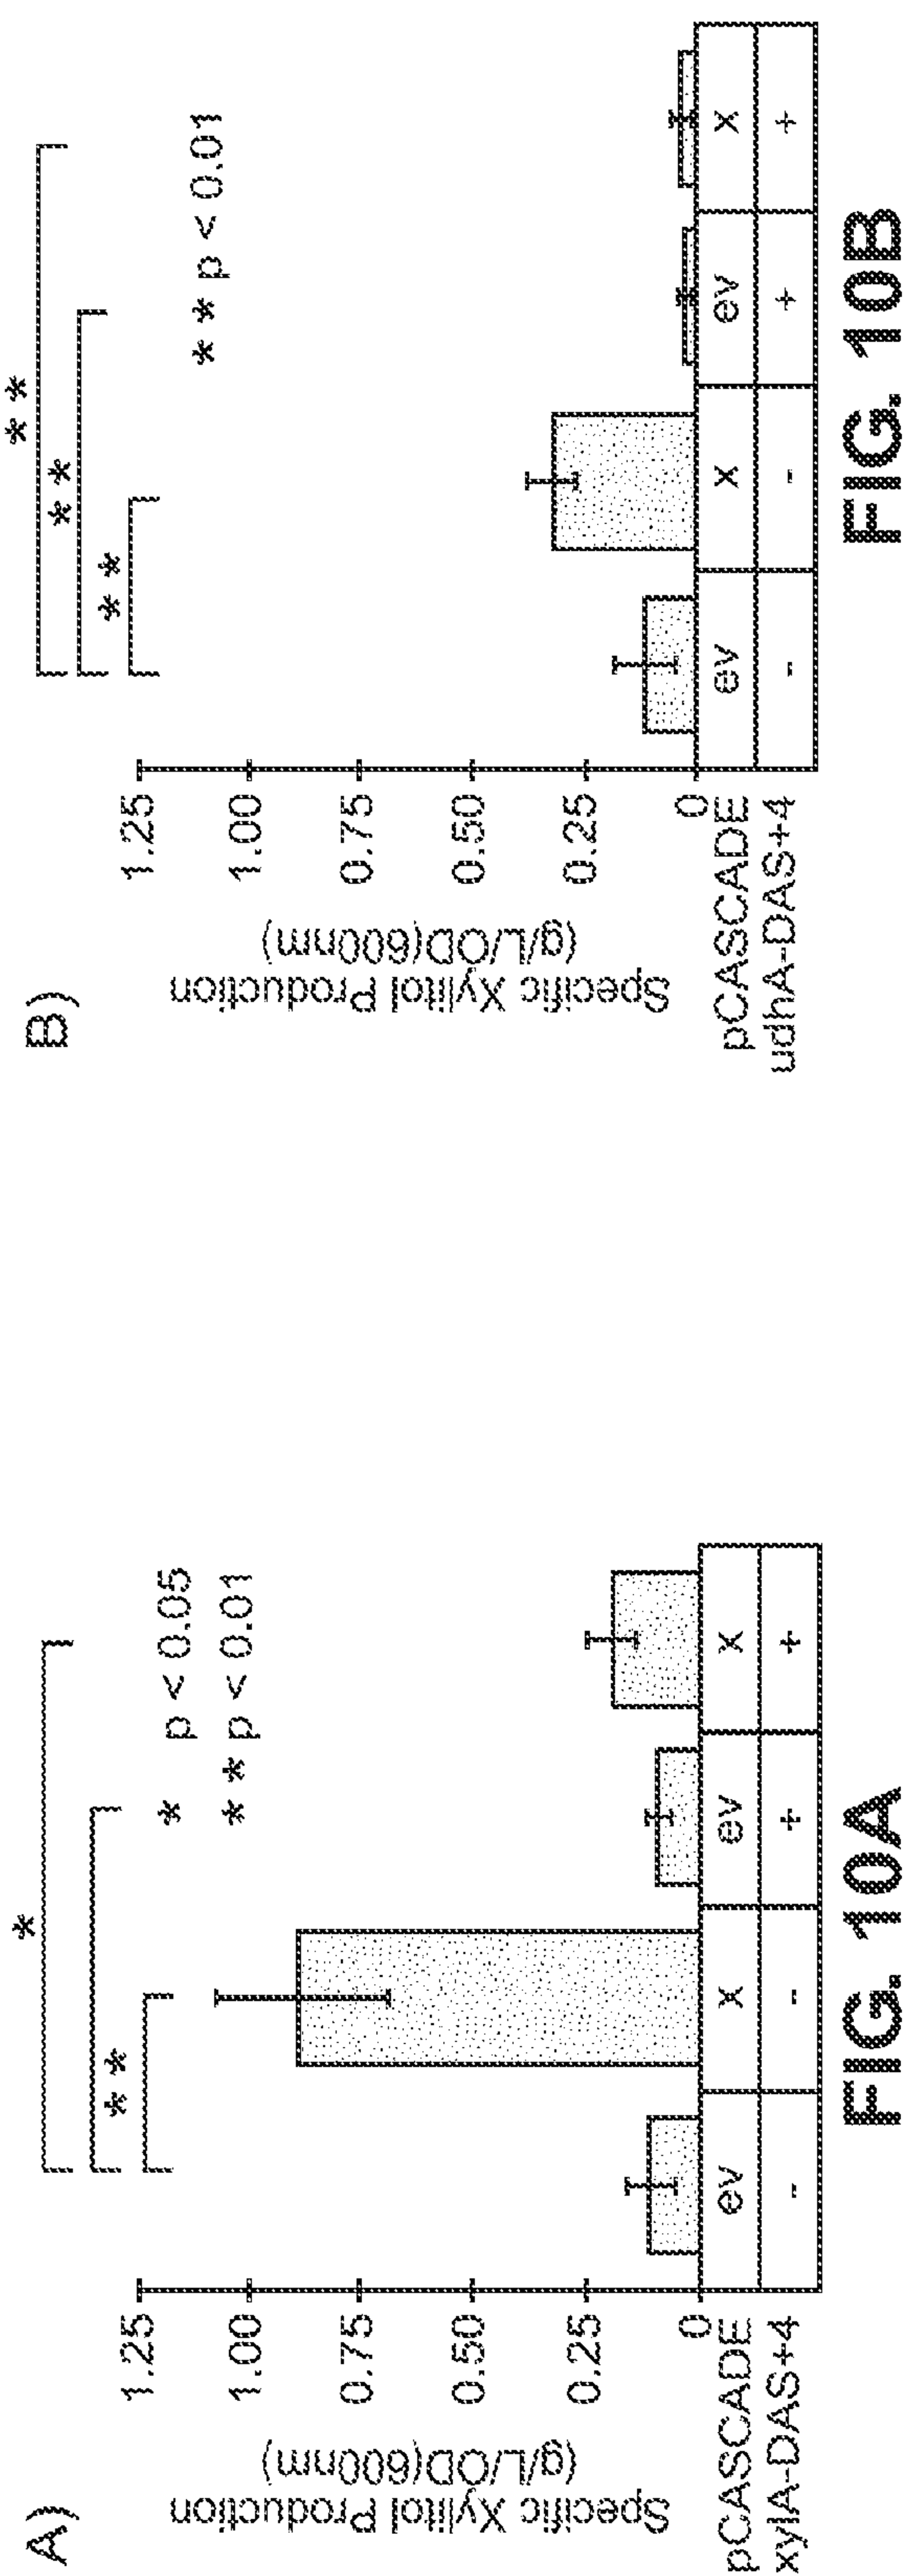 A)
*
* *
* p < 0.05
* * p < 0.01
Specific Xylitol Production
(g/L/OD(600nm)
1.25
1.00
0.75
0.50
0.25
0
pCASCADE ev x ev x
xylA-DAS+4 - - + +
FIG. 10A
B)
* *
* *
* *
* * p < 0.01
Specific Xylitol Production
(g/L/OD(600nm)
1.25
1.00
0.75
0.50
0.25
0
pCASCADE ev x ev x
udhA-DAS+4 - - + +
FIG. 10B